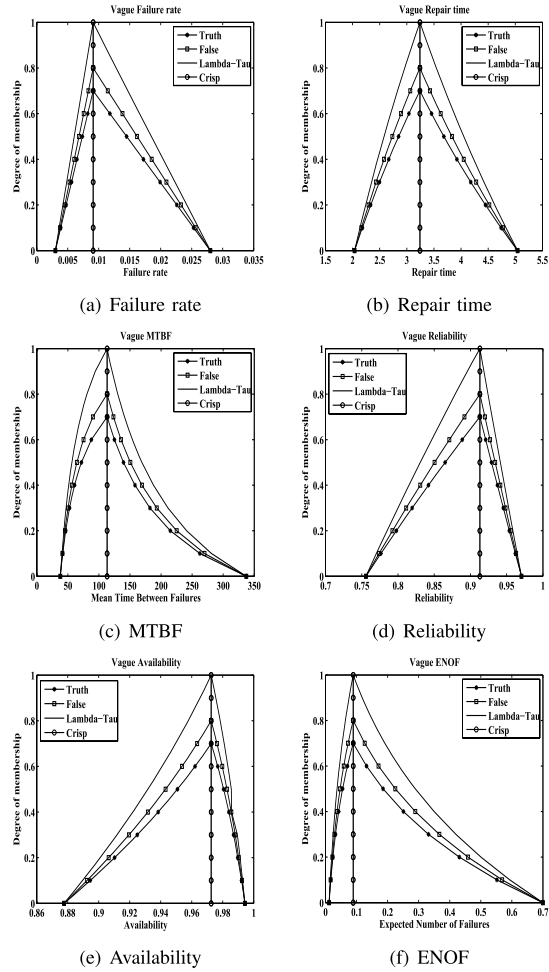 Vague Failure rate
Degree of membership
1
0.8
0.6
0.4
0.2
0
Truth
False
Lambda-Tau
Crisp
0 0.005 0.01 0.015 0.02 0.025 0.03 0.035
Failure rate
(a) Failure rate
Vague Repair time
Degree of membership
1
0.8
0.6
0.4
0.2
0
Truth
False
Lambda-Tau
Crisp
1.5 2 2.5 3 3.5 4 4.5 5 5.5
Repair time
(b) Repair time
Vague MTBF
Degree of membership
1
0.8
0.6
0.4
0.2
0
Truth
False
Lambda-Tau
Crisp
0 50 100 150 200 250 300 350
Mean Time Between Failures
(c) MTBF
Vague Reliability
Degree of membership
1
0.8
0.6
0.4
0.2
0
Truth
False
Lambda-Tau
Crisp
0.7 0.75 0.8 0.85 0.9 0.95 1
Reliability
(d) Reliability
Vague Availability
Degree of membership
1
0.8
0.6
0.4
0.2
0
Truth
False
Lambda-Tau
Crisp
0.86 0.88 0.9 0.92 0.94 0.96 0.98 1
Availability
(e) Availability
Vague ENOF
Degree of membership
1
0.8
0.6
0.4
0.2
0
Truth
False
Lambda-Tau
Crisp
0 0.1 0.2 0.3 0.4 0.5 0.6 0.7
Expected Number of Failures
(f) ENOF